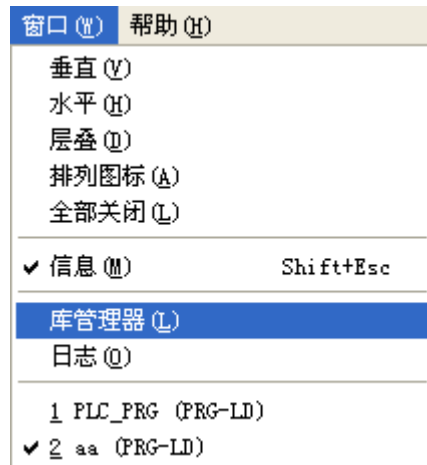 窗口(W) 帮助(H)
垂直(V)
水平(H)
层叠(D)
排列图标(A)
全部关闭(L)
✔ 信息(M) Shift+Esc
库管理器(L)
日志(O)
1 PLC_PRG (PRG-LD)
✔ 2 aa (PRG-LD)